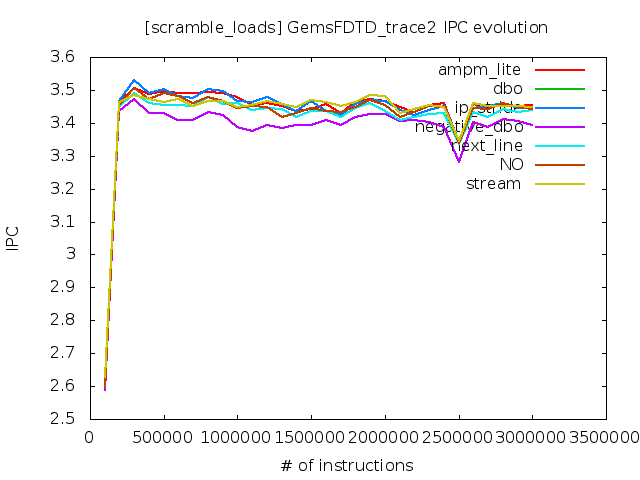 [scramble_loads] GemsFDTD_trace2 IPC evolution
3.6
3.5
3.4
3.3
3.2
3.1
3
2.9
2.8
2.7
2.6
2.5
IPC
ampm_lite
dbo
ip_stride
negative_dbo
next_line
NO
stream
0 500000 1000000 1500000 2000000 2500000 3000000 3500000
# of instructions